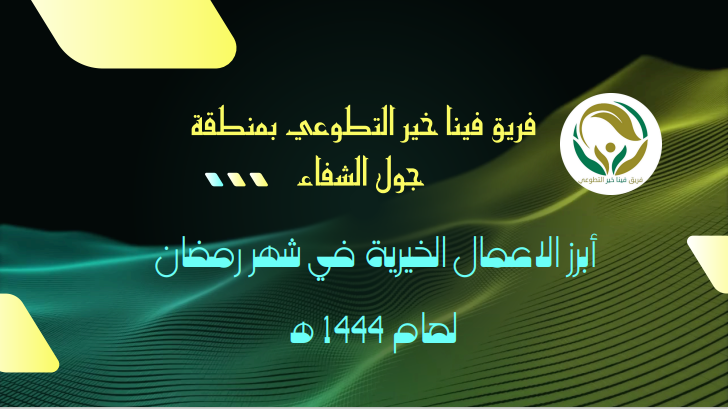 فريق فينا خير التطوعي بمنطقة
جول الشفاء
فريق فينا خير التطوعي
أبرز الاعمال الخيرية في شهر رمضان
لعام 1444 ه